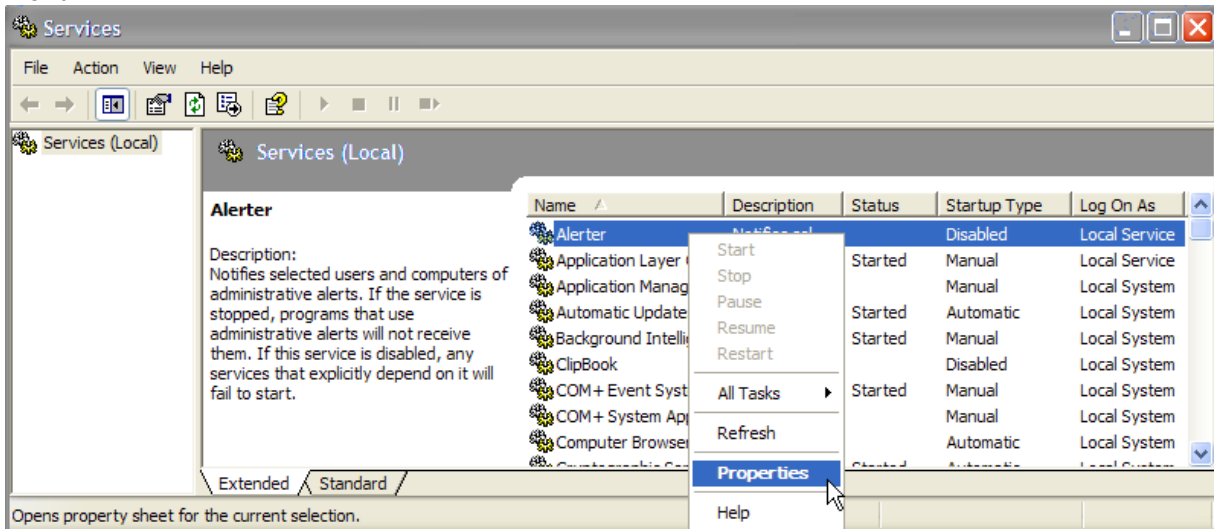 Services
File Action View Help
Services (Local)
Services (Local)
Alerter
Description:
Notifies selected users and computers of
administrative alerts. If the service is
stopped, programs that use
administrative alerts will not receive
them. If this service is disabled, any
services that explicitly depend on it will
fail to start.
Name Description Status Startup Type Log On As
Alerter Disabled Local Service
Application Layer Started Manual Local Service
Application Manag Manual Local System
Automatic Update Started Automatic Local System
Background Intelli Started Manual Local System
ClipBook Disabled Local System
COM+ Event Syst Started Manual Local System
COM+ System Ap Manual Local System
Computer Browser Automatic Local System
Start
Stop
Pause
Resume
Restart
All Tasks
Refresh
Properties
Help
Extended Standard
Opens property sheet for the current selection.